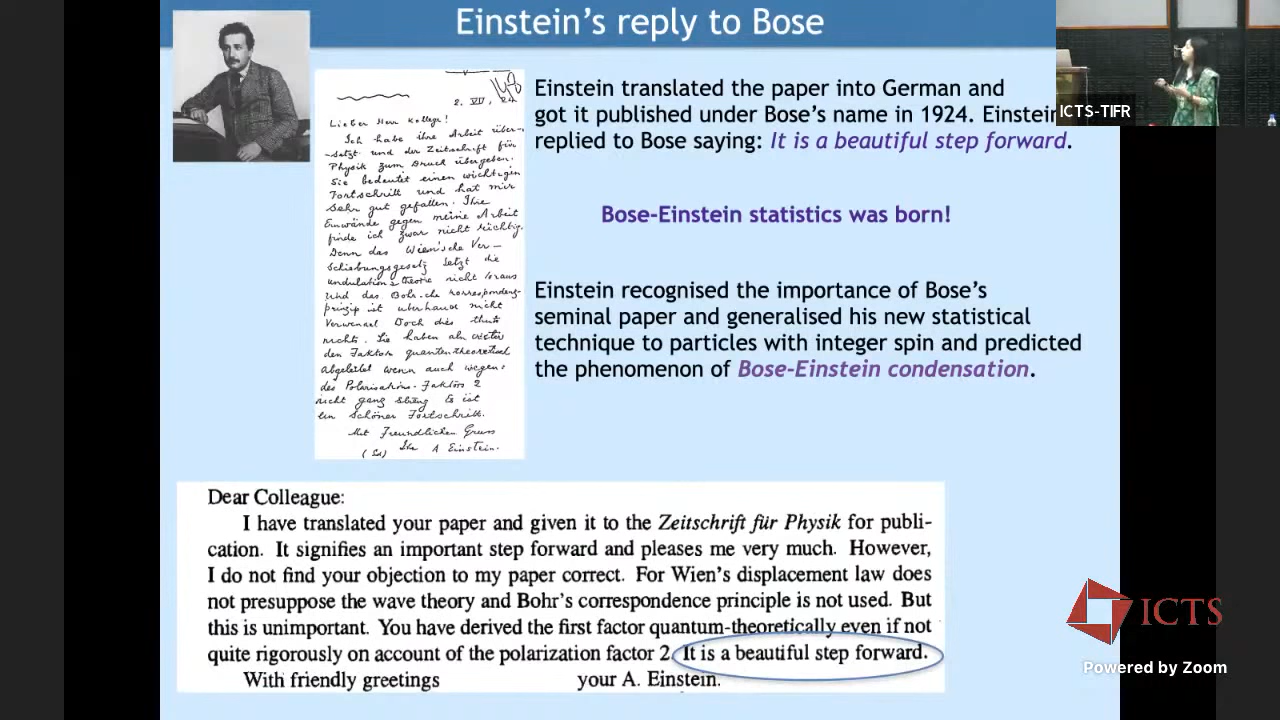 Einstein's reply to Bose
2. VII. 24
Lieber Herr Kollege!
Ich habe ihre Arbeit über-
setzt und der Zeitschrift für
Physik zum Druck übergeben.
Sie bedeutet einen wichtigen
Fortschritt und hat mir
sehr gut gefallen. Ihre
Einwände gegen meine Arbeit
finde ich zwar nicht richtig.
Denn das Wien'sche Ver-
schiebungsgesetz setzt die
undulations theorie nicht voraus
und das Bohr'che korrespondenz-
prinzip ist überhaupt nicht
verwendet Doch dies thut
nichts. Sie haben als erster
den Faktor quantentheoretisch
abgeleitet wenn auch wegen
des Polarisations-Faktors 2
nicht ganz streng Es ist
ein schöner Fortschritt.
Mit Freundlichen Gruss
(Sd) Ihr A Einstein.
Einstein translated the paper into German and
got it published under Bose's name in 1924. Einstein
replied to Bose saying: It is a beautiful step forward.
Bose-Einstein statistics was born!
Einstein recognised the importance of Bose's
seminal paper and generalised his new statistical
technique to particles with integer spin and predicted
the phenomenon of Bose-Einstein condensation.
Dear Colleague:
I have translated your paper and given it to the Zeitschrift für Physik for publi-
cation. It signifies an important step forward and pleases me very much. However,
I do not find your objection to my paper correct. For Wien's displacement law does
not presuppose the wave theory and Bohr's correspondence principle is not used. But
this is unimportant. You have derived the first factor quantum-theoretically even if not
quite rigorously on account of the polarization factor 2. It is a beautiful step forward.
With friendly greetings your A. Einstein.
ICTS-TIFR
ICTS
Powered by Zoom